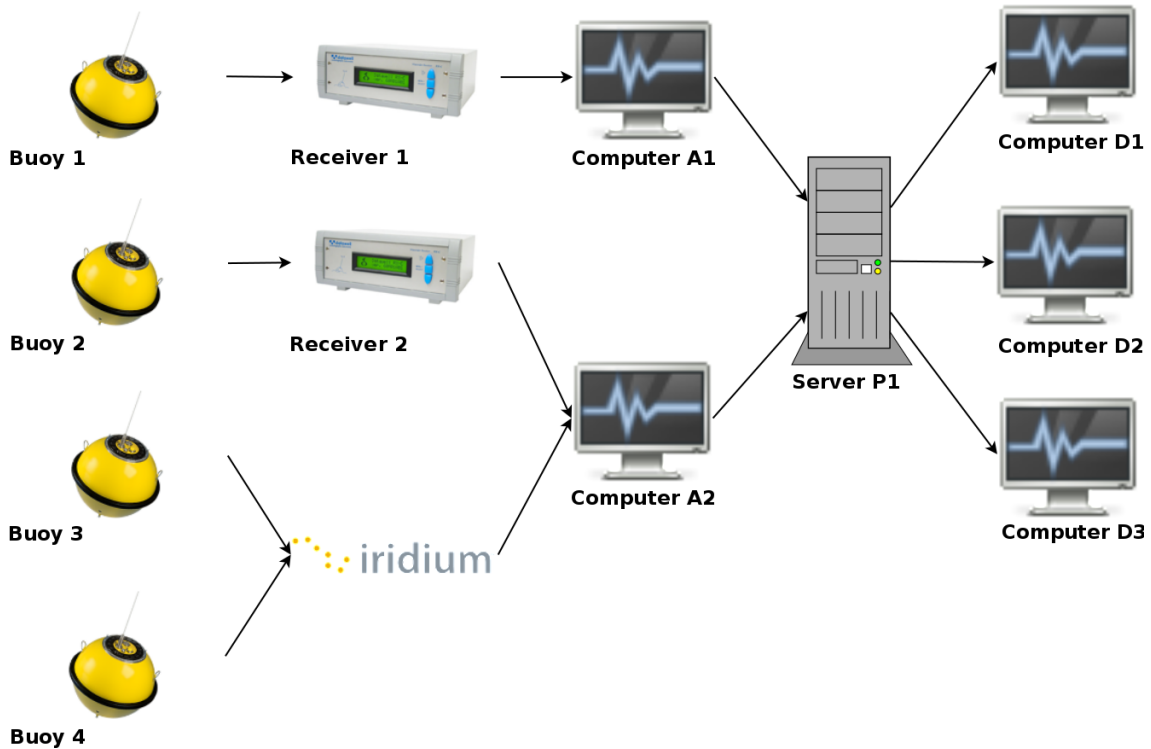 Buoy 1
Receiver 1
Computer A1
Computer D1
Buoy 2
Receiver 2
Server P1
Computer D2
Buoy 3
iridium
Computer A2
Computer D3
Buoy 4